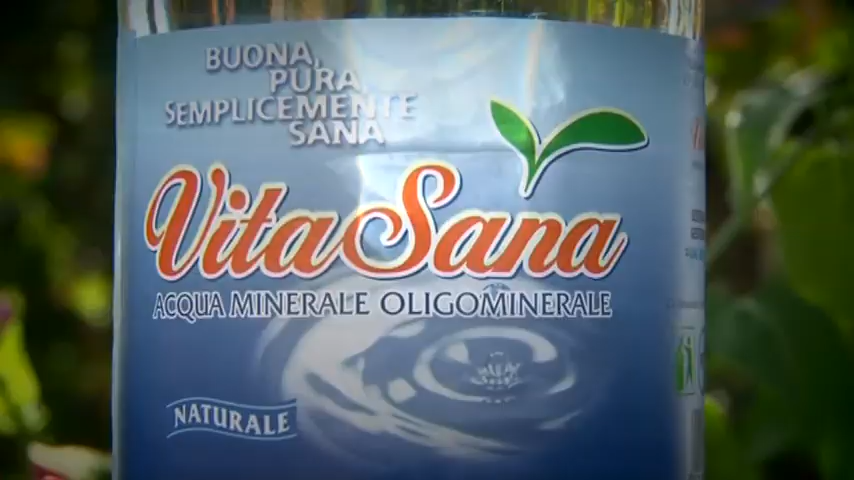 BUONA,
PURA,
SEMPLICEMENTE
SANA
VitaSana
ACQUA MINERALE OLIGOMINERALE
NATURALE